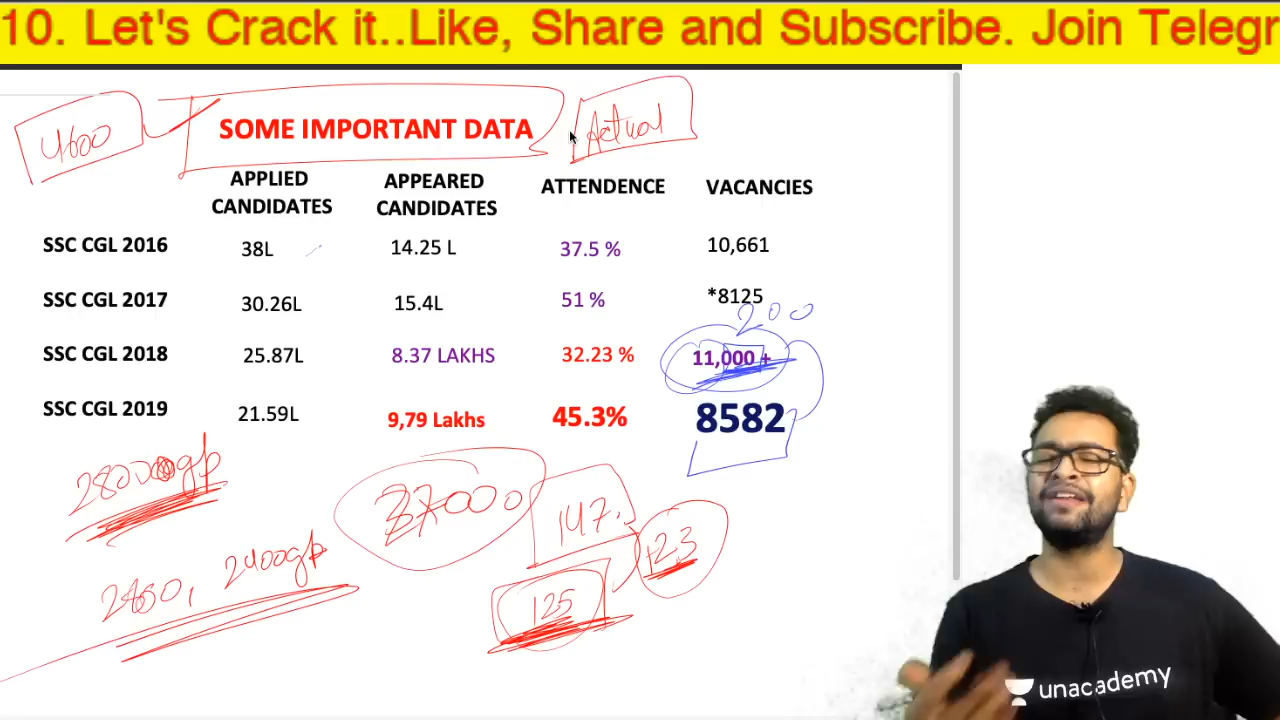 10. Let's Crack it..Like, Share and Subscribe. Join Telegr
4600
SOME IMPORTANT DATA
Actual
APPLIED CANDIDATES APPEARED CANDIDATES ATTENDENCE VACANCIES
SSC CGL 2016 38L 14.25 L 37.5 % 10,661
SSC CGL 2017 30.26L 15.4L 51 % *8125
200
SSC CGL 2018 25.87L 8.37 LAKHS 32.23 % 11,000 +
SSC CGL 2019 21.59L 9,79 Lakhs 45.3% 8582
37000
147.
123
2400gp
125
unacademy